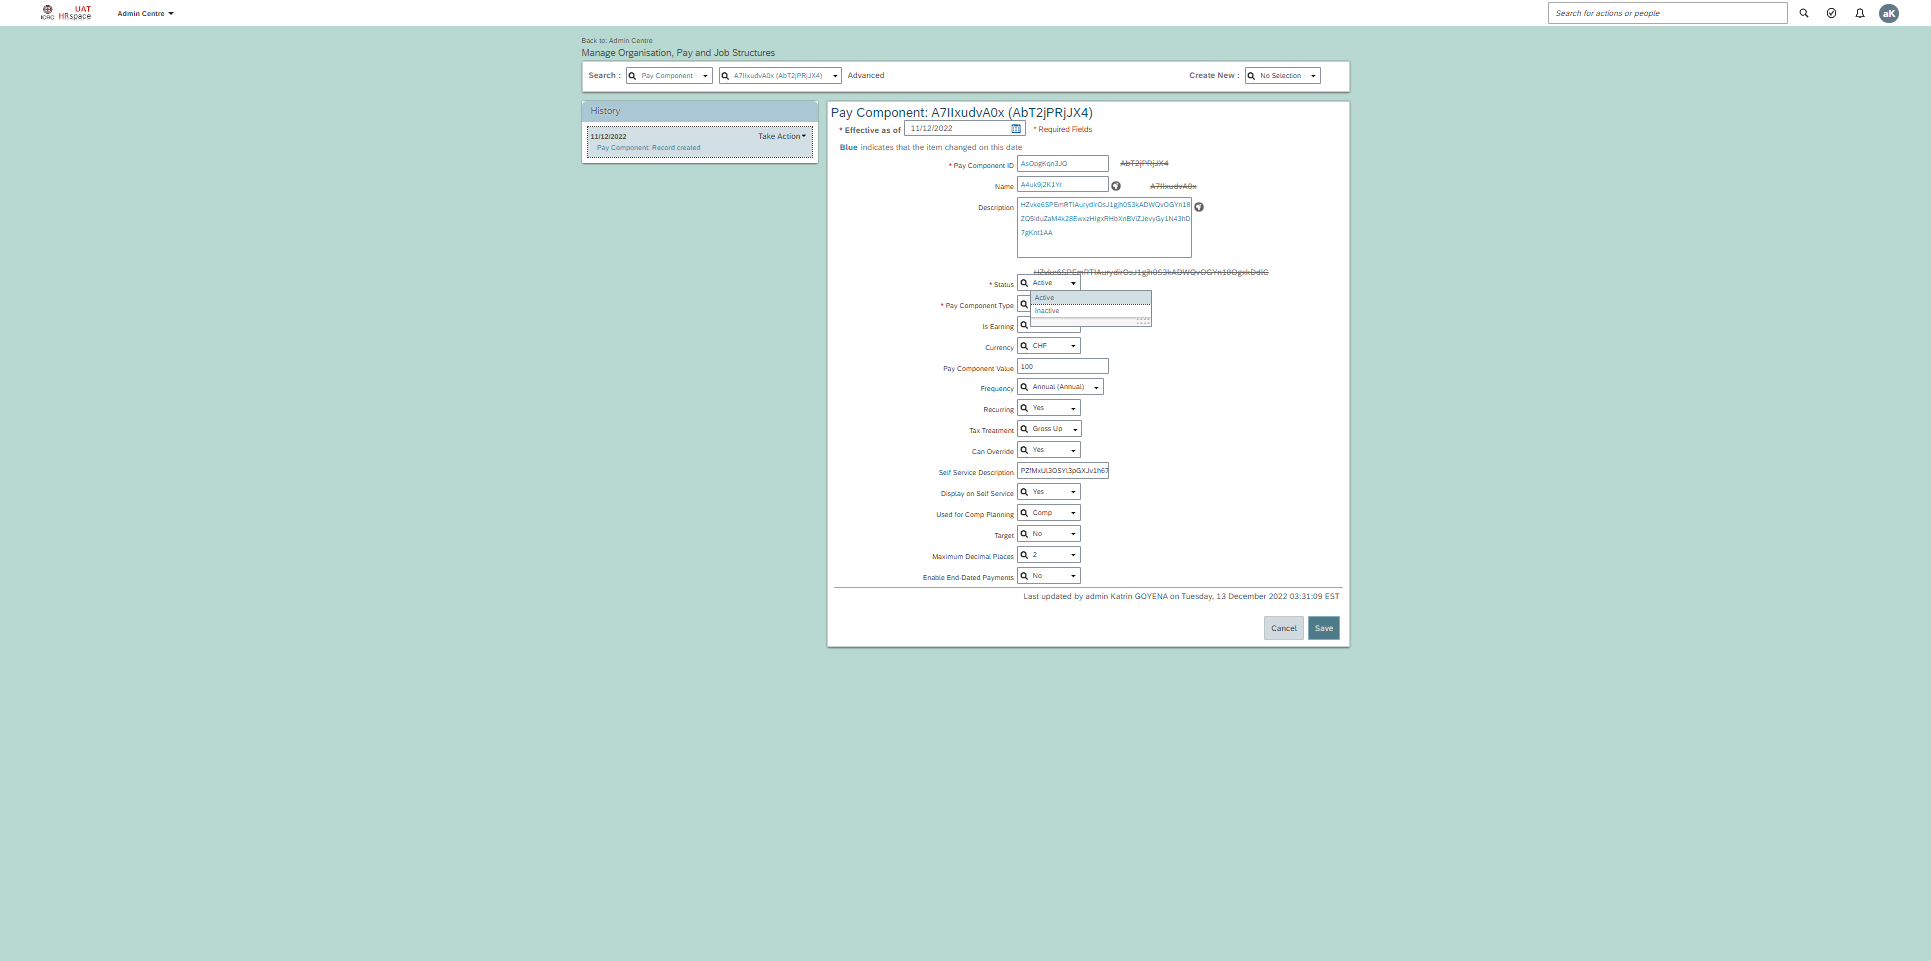 ICRC
UAT
HRspace
Admin Centre
Search for actions or people
aK
Back to: Admin Centre
Manage Organisation, Pay and Job Structures
Search :
Pay Component
A7IIxudvA0x (AbT2jPRjJX4)
Advanced
Create New :
No Selection
History
11/12/2022
Take Action
Pay Component: Record created
Pay Component: A7IIxudvA0x (AbT2jPRjJX4)
* Effective as of
11/12/2022
* Required Fields
Blue indicates that the item changed on this date
* Pay Component ID
AsOpgKqn3JQ
AbT2jPRjJX4
Name
A4uk9j2K1Yr
A7IIxudvA0x
Description
HZvke6SPEmRTIAurydirOsJ1gjh0S3kADWQvOGYn18
ZQ5iduZaM4k28EwxzHIgxRHbXnBViZJevyGy1N43hD
7gKnt1AA
HZvke6SPEmRTIAurydirOsJ1gjh0S3kADWQvOGYn18OgxkDdIC
* Status
Active
Active
Inactive
* Pay Component Type
Is Earning
Currency
CHF
Pay Component Value
100
Frequency
Annual (Annual)
Recurring
Yes
Tax Treatment
Gross Up
Can Override
Yes
Self Service Description
PZfMxUl3OSYl3pGXJv1h67
Display on Self Service
Yes
Used for Comp Planning
Comp
Target
No
Maximum Decimal Places
2
Enable End-Dated Payments
No
Last updated by admin Katrin GOYENA on Tuesday, 13 December 2022 03:31:09 EST
Cancel
Save